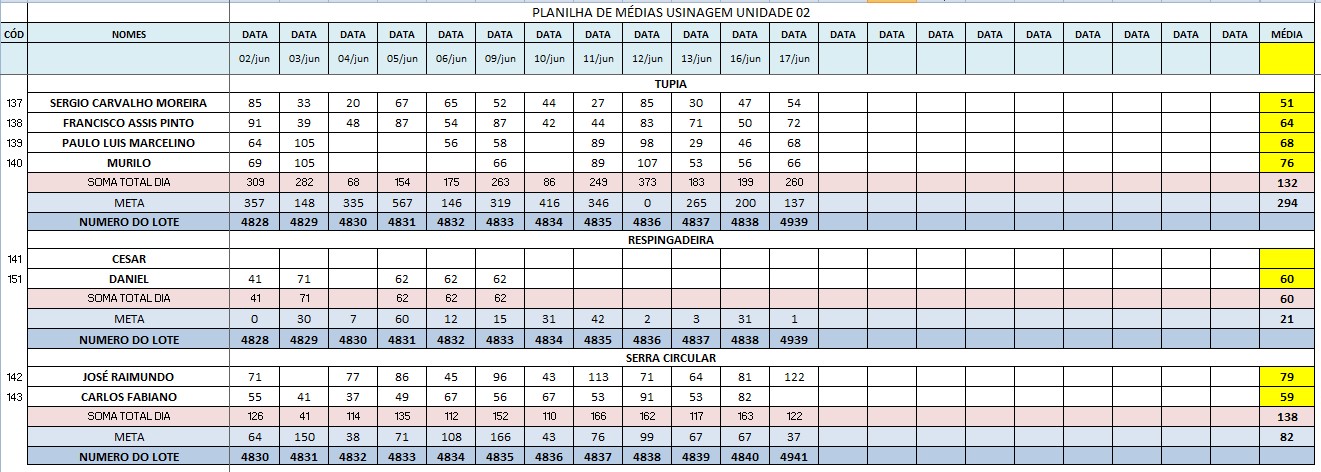 PLANILHA DE MÉDIAS USINAGEM UNIDADE 02
CÓD NOMES DATA DATA DATA DATA DATA DATA DATA DATA DATA DATA DATA DATA DATA DATA DATA DATA DATA DATA DATA DATA DATA MÉDIA
02/jun 03/jun 04/jun 05/jun 06/jun 09/jun 10/jun 11/jun 12/jun 13/jun 16/jun 17/jun
TUPIA
137 SERGIO CARVALHO MOREIRA 85 33 20 67 65 52 44 27 85 30 47 54 51
138 FRANCISCO ASSIS PINTO 91 39 48 87 54 87 42 44 83 71 50 72 64
139 PAULO LUIS MARCELINO 64 105 56 58 89 98 29 46 68 68
140 MURILO 69 105 66 89 107 53 56 66 76
SOMA TOTAL DIA 309 282 68 154 175 263 86 249 373 183 199 260 132
META 357 148 335 567 146 319 416 346 0 265 200 137 294
NUMERO DO LOTE 4828 4829 4830 4831 4832 4833 4834 4835 4836 4837 4838 4939
RESPINGADEIRA
141 CESAR
151 DANIEL 41 71 62 62 62 60
SOMA TOTAL DIA 41 71 62 62 62 60
META 0 30 7 60 12 15 31 42 2 3 31 1 21
NUMERO DO LOTE 4828 4829 4830 4831 4832 4833 4834 4835 4836 4837 4838 4939
SERRA CIRCULAR
142 JOSÉ RAIMUNDO 71 77 86 45 96 43 113 71 64 81 122 79
143 CARLOS FABIANO 55 41 37 49 67 56 67 53 91 53 82 59
SOMA TOTAL DIA 126 41 114 135 112 152 110 166 162 117 163 122 138
META 64 150 38 71 108 166 43 76 99 67 67 37 82
NUMERO DO LOTE 4830 4831 4832 4833 4834 4835 4836 4837 4838 4839 4840 4941